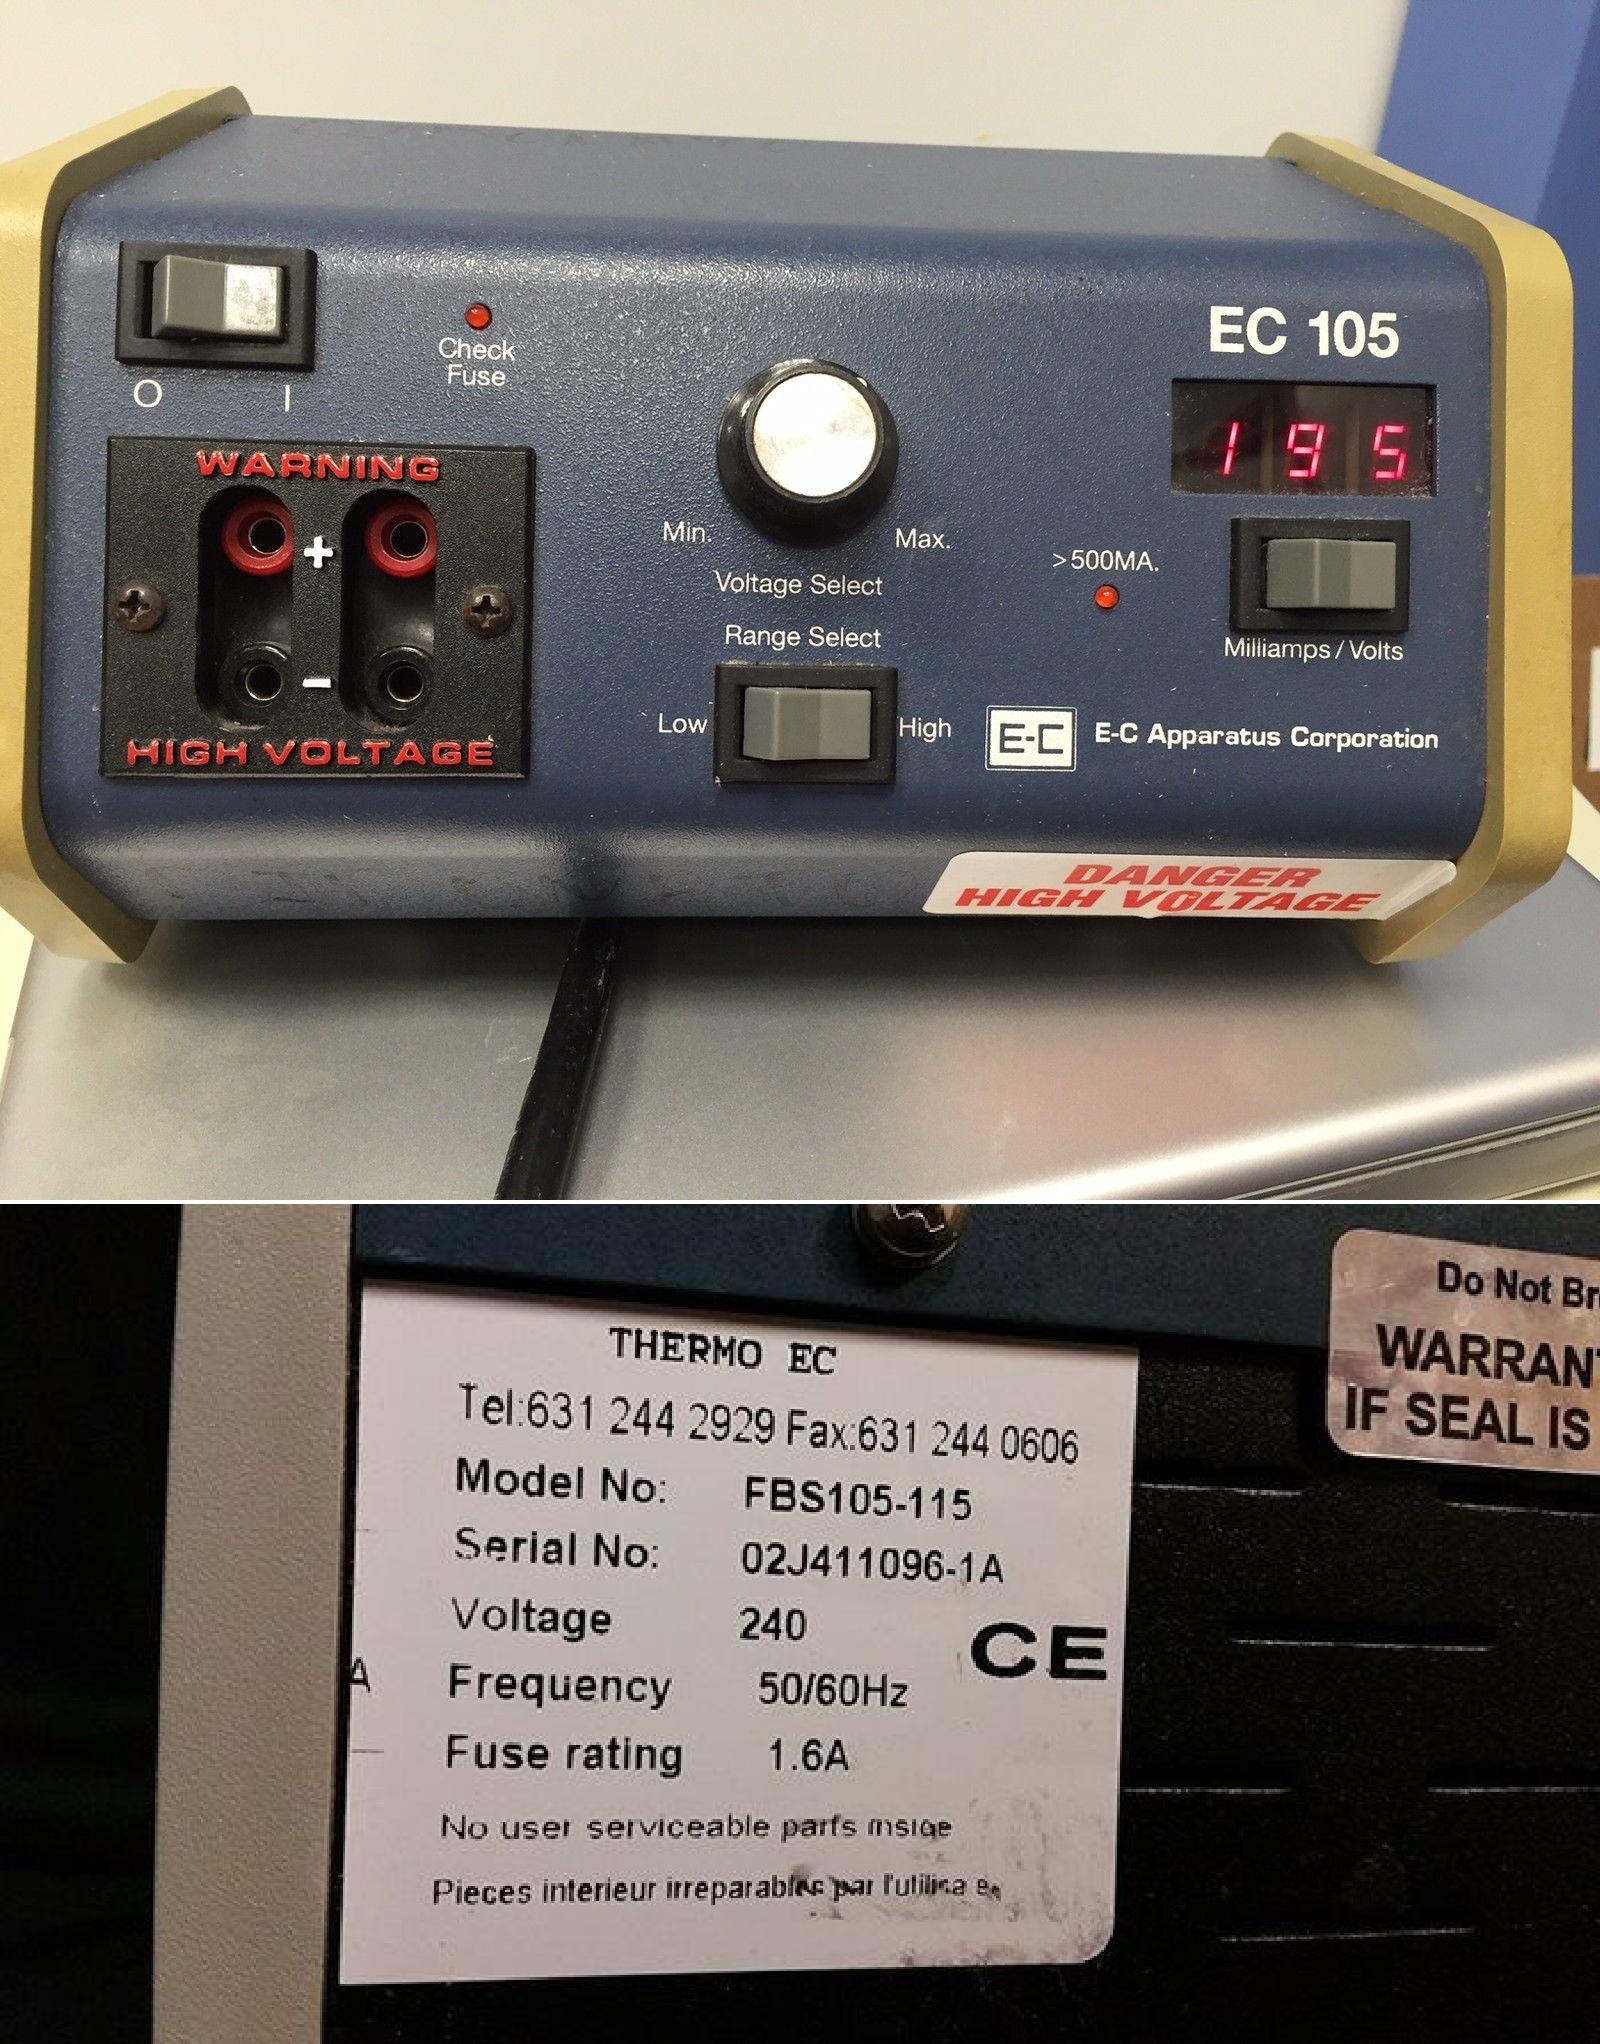 O I
Check
Fuse
EC 105
195
WARNING
+
-
HIGH VOLTAGE
Min. Max.
Voltage Select
Range Select
Low High
>500MA.
Milliamps / Volts
E-C E-C Apparatus Corporation
DANGER
HIGH VOLTAGE
THERMO EC
Tel:631 244 2929 Fax:631 244 0606
Model No: FBS105-115
Serial No: 02J411096-1A
Voltage 240
CE
A
Frequency 50/60Hz
Fuse rating 1.6A
No user serviceable parts inside
Pieces interieur irreparables par
Do Not
WARRAN
IF SEAL IS